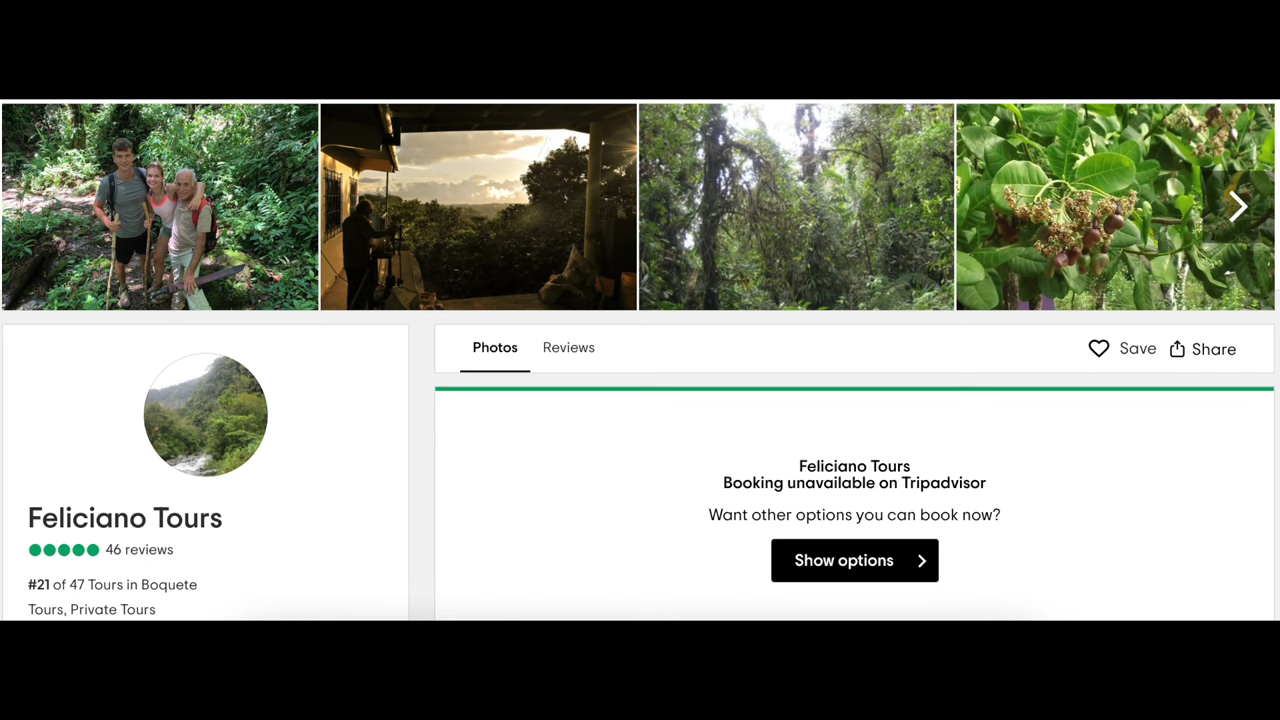 Photos
Reviews
Save
Share
Feliciano Tours
46 reviews
#21 of 47 Tours in Boquete
Tours, Private Tours
Feliciano Tours
Booking unavailable on Tripadvisor
Want other options you can book now?
Show options